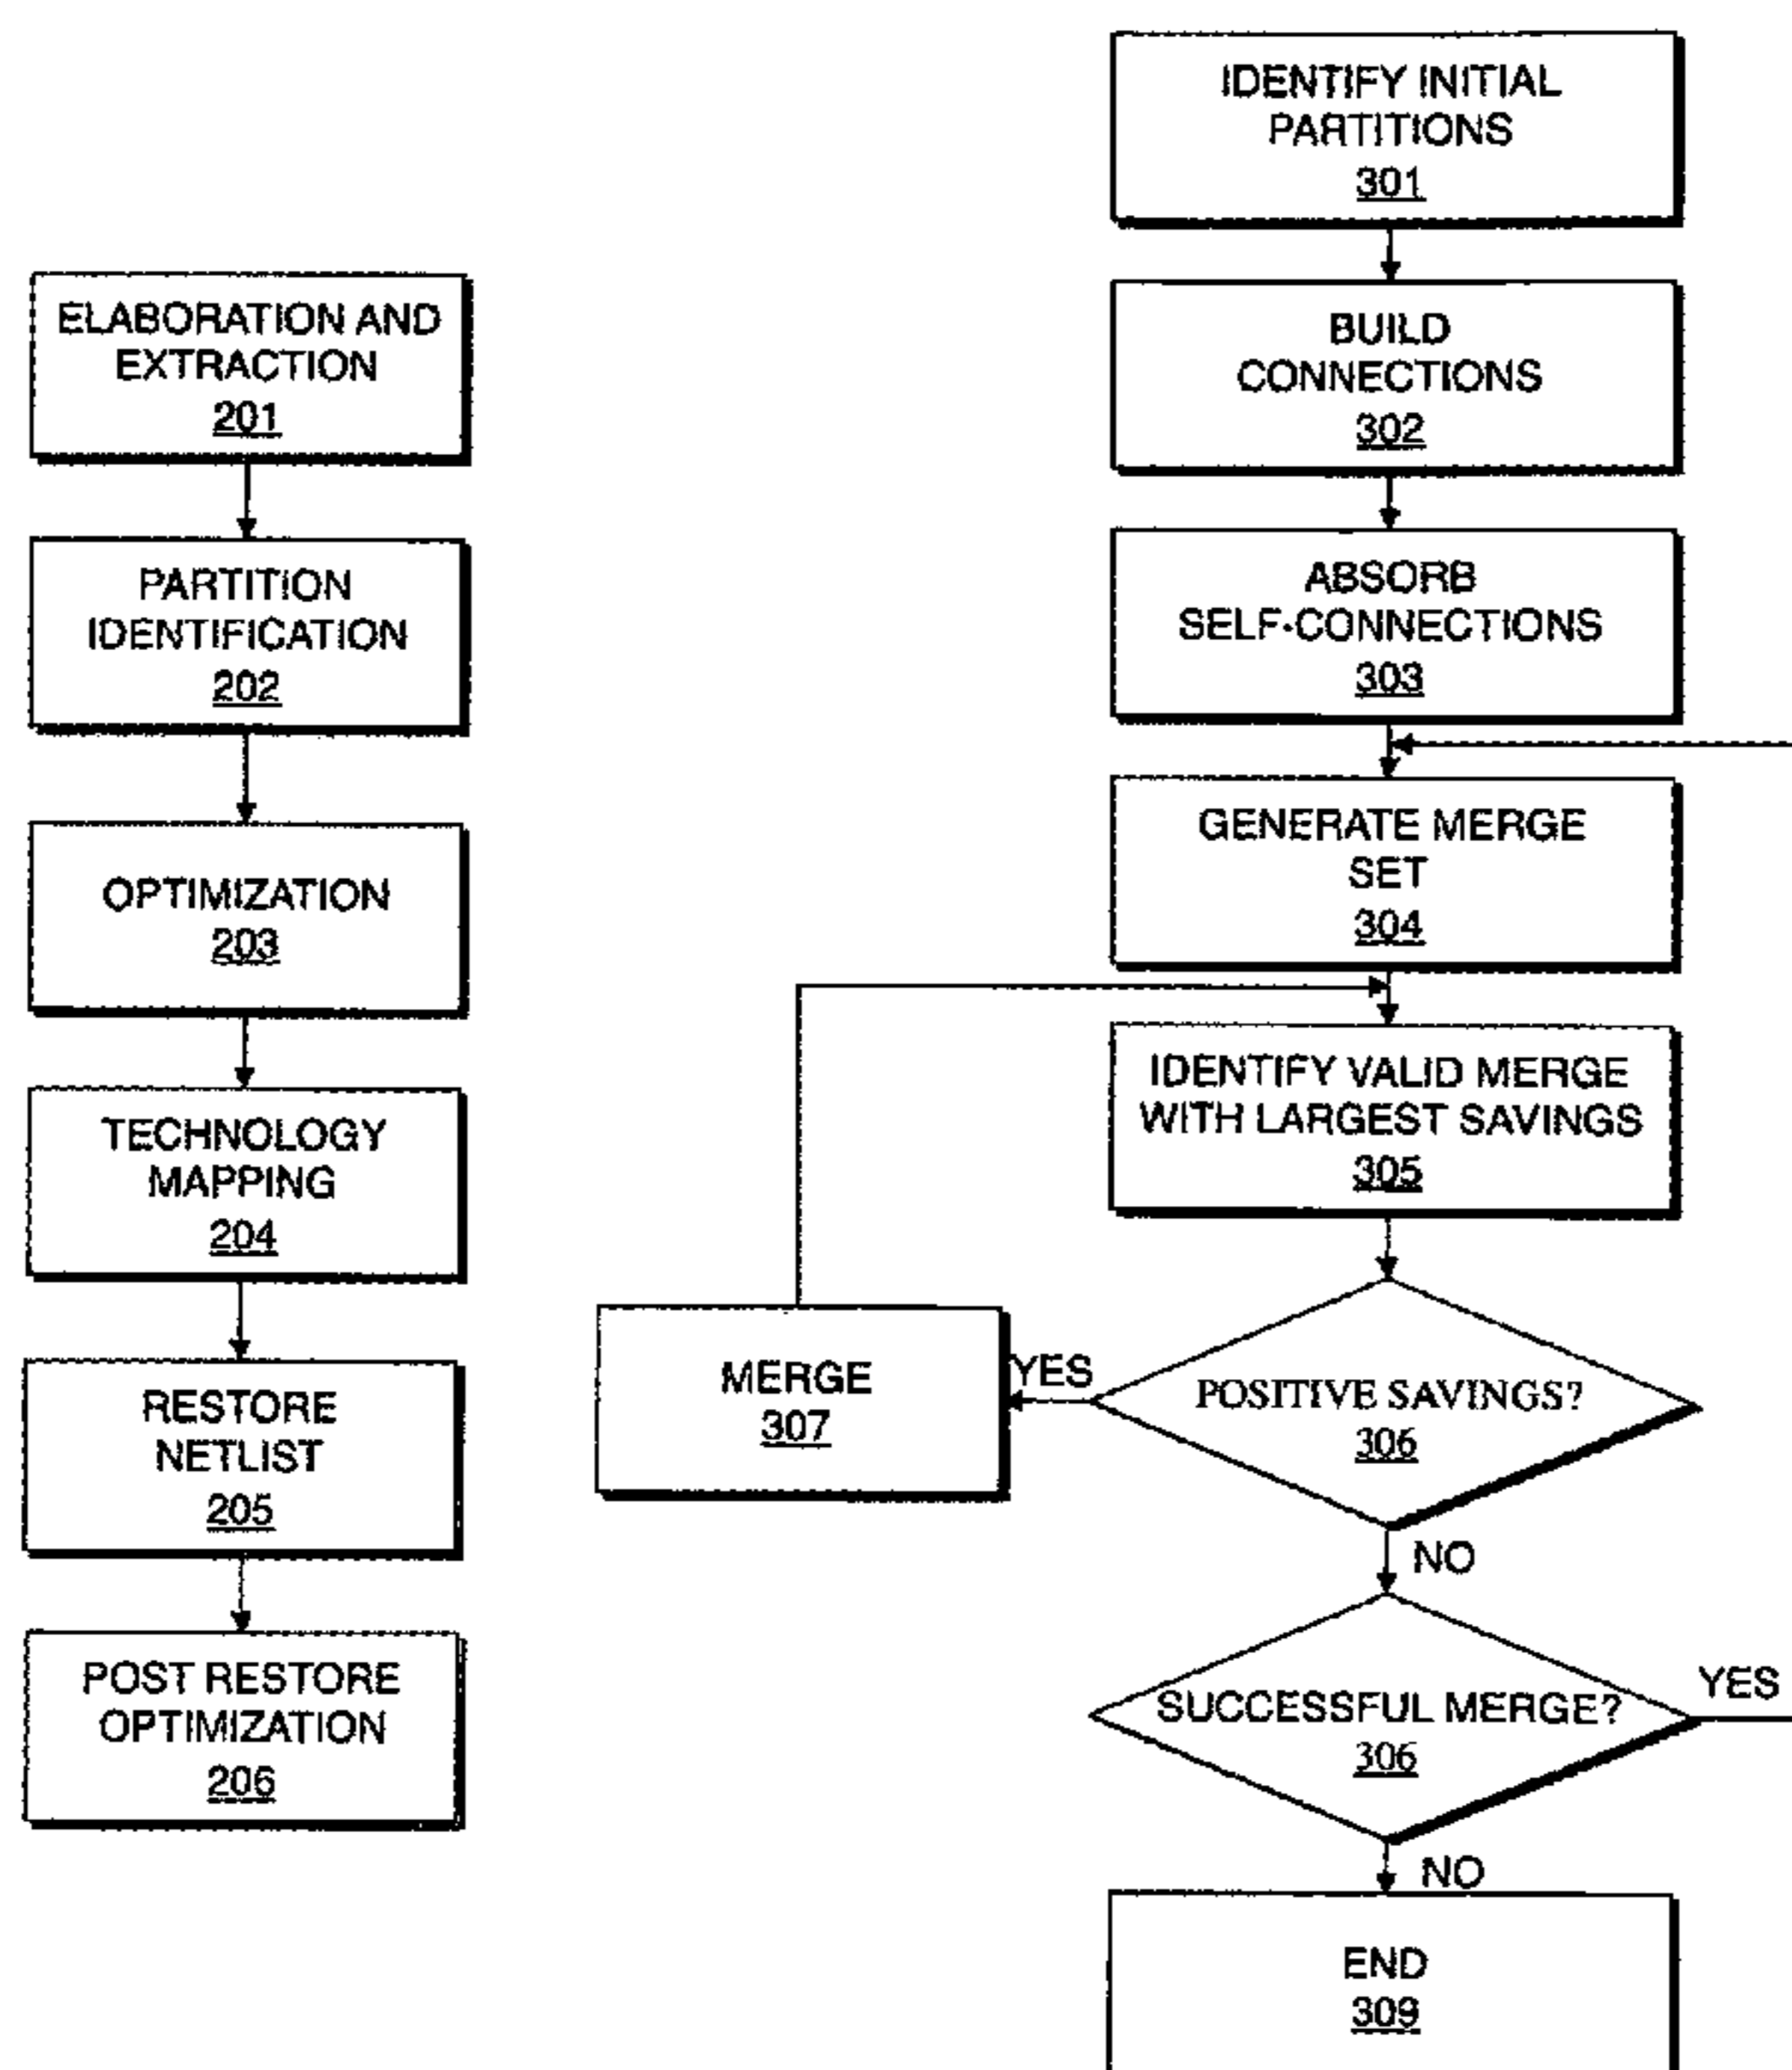 ELABORATION AND
EXTRACTION
201
PARTITION
IDENTIFICATION
202
OPTIMIZATION
203
TECHNOLOGY
MAPPING
204
RESTORE
NETLIST
205
POST RESTORE
OPTIMIZATION
206
IDENTIFY INITIAL
PARTITIONS
301
BUILD
CONNECTIONS
302
ABSORB
SELF-CONNECTIONS
303
GENERATE MERGE
SET
304
IDENTIFY VALID MERGE
WITH LARGEST SAVINGS
305
POSITIVE SAVINGS?
306
YES
MERGE
307
NO
SUCCESSFUL MERGE?
306
YES
NO
END
309